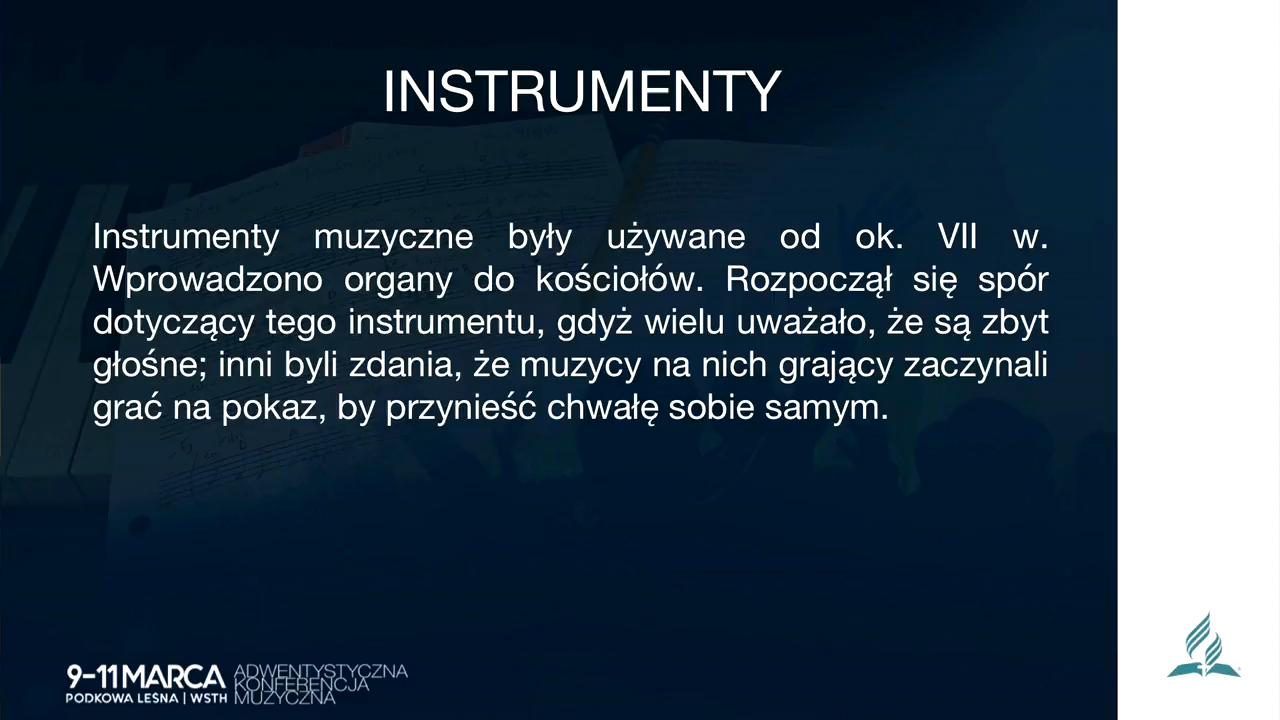 INSTRUMENTY
Instrumenty muzyczne były używane od ok. VII w.
Wprowadzono organy do kościołów. Rozpoczął się spór
dotyczący tego instrumentu, gdyż wielu uważało, że są zbyt
głośne; inni byli zdania, że muzycy na nich grający zaczynali
grać na pokaz, by przynieść chwałę sobie samym.
9-11 MARCA
PODKOWA LEŚNA | WSTH
ADWENTYSTYCZNA
KONFERENCJA
MUZYCZNA